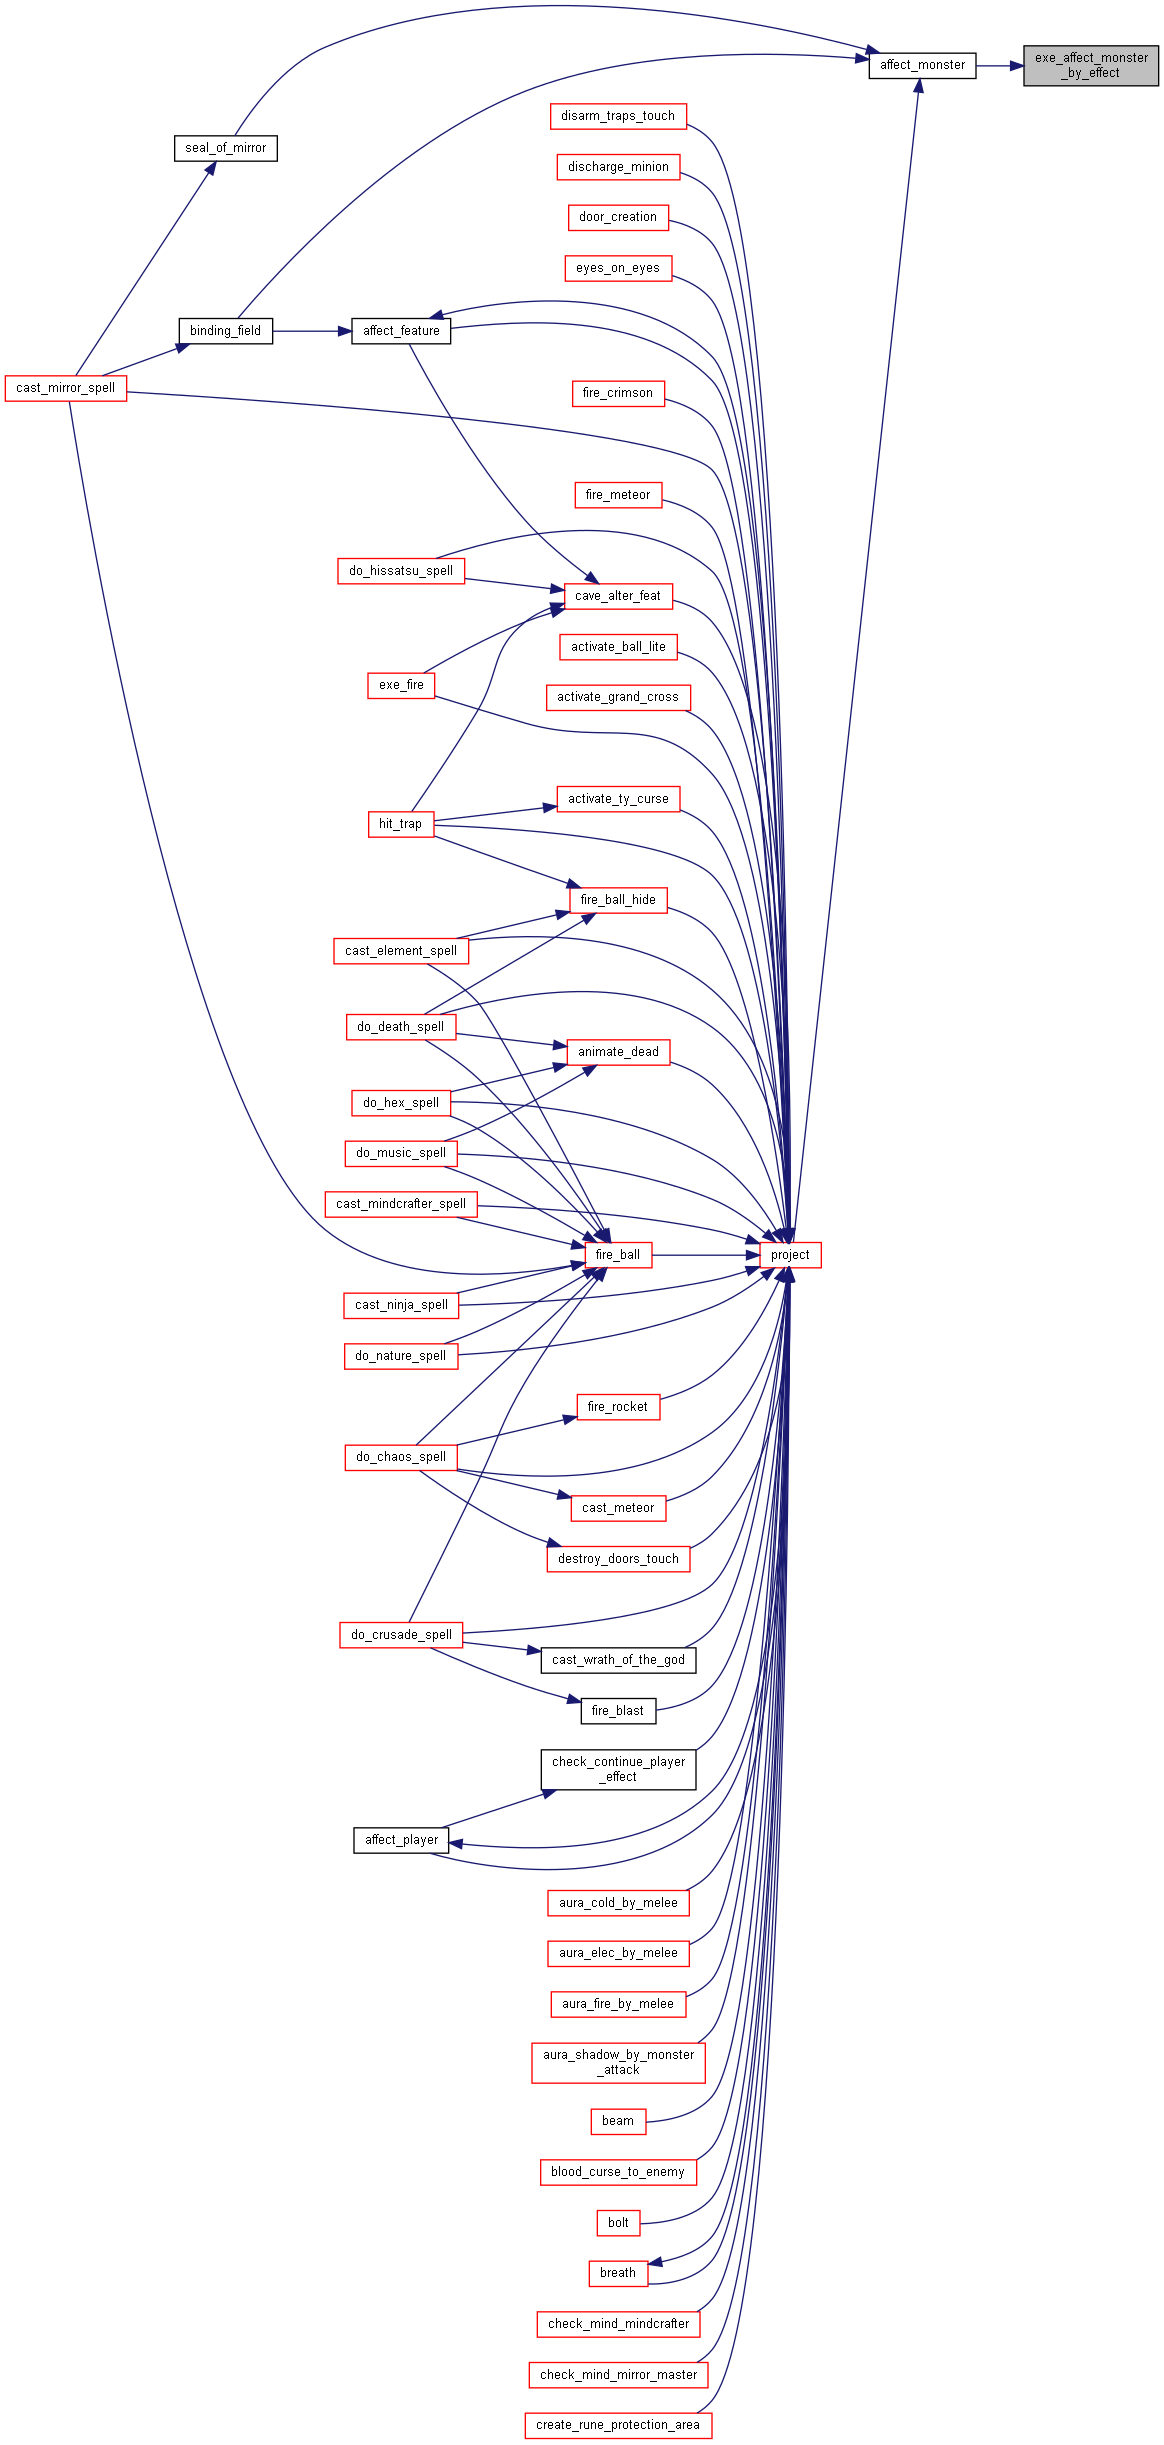 exe_affect_monster
_by_effect
affect_monster
disarm_traps_touch
seal_of_mirror
discharge_minion
door_creation
eyes_on_eyes
binding_field
affect_feature
cast_mirror_spell
fire_crimson
fire_meteor
do_hissatsu_spell
cave_alter_feat
activate_ball_lite
exe_fire
activate_grand_cross
activate_ty_curse
hit_trap
fire_ball_hide
cast_element_spell
do_death_spell
animate_dead
do_hex_spell
do_music_spell
cast_mindcrafter_spell
fire_ball
project
cast_ninja_spell
do_nature_spell
fire_rocket
do_chaos_spell
cast_meteor
destroy_doors_touch
do_crusade_spell
cast_wrath_of_the_god
fire_blast
check_continue_player
_effect
affect_player
aura_cold_by_melee
aura_elec_by_melee
aura_fire_by_melee
aura_shadow_by_monster
_attack
beam
blood_curse_to_enemy
bolt
breath
check_mind_mindcrafter
check_mind_mirror_master
create_rune_protection_area